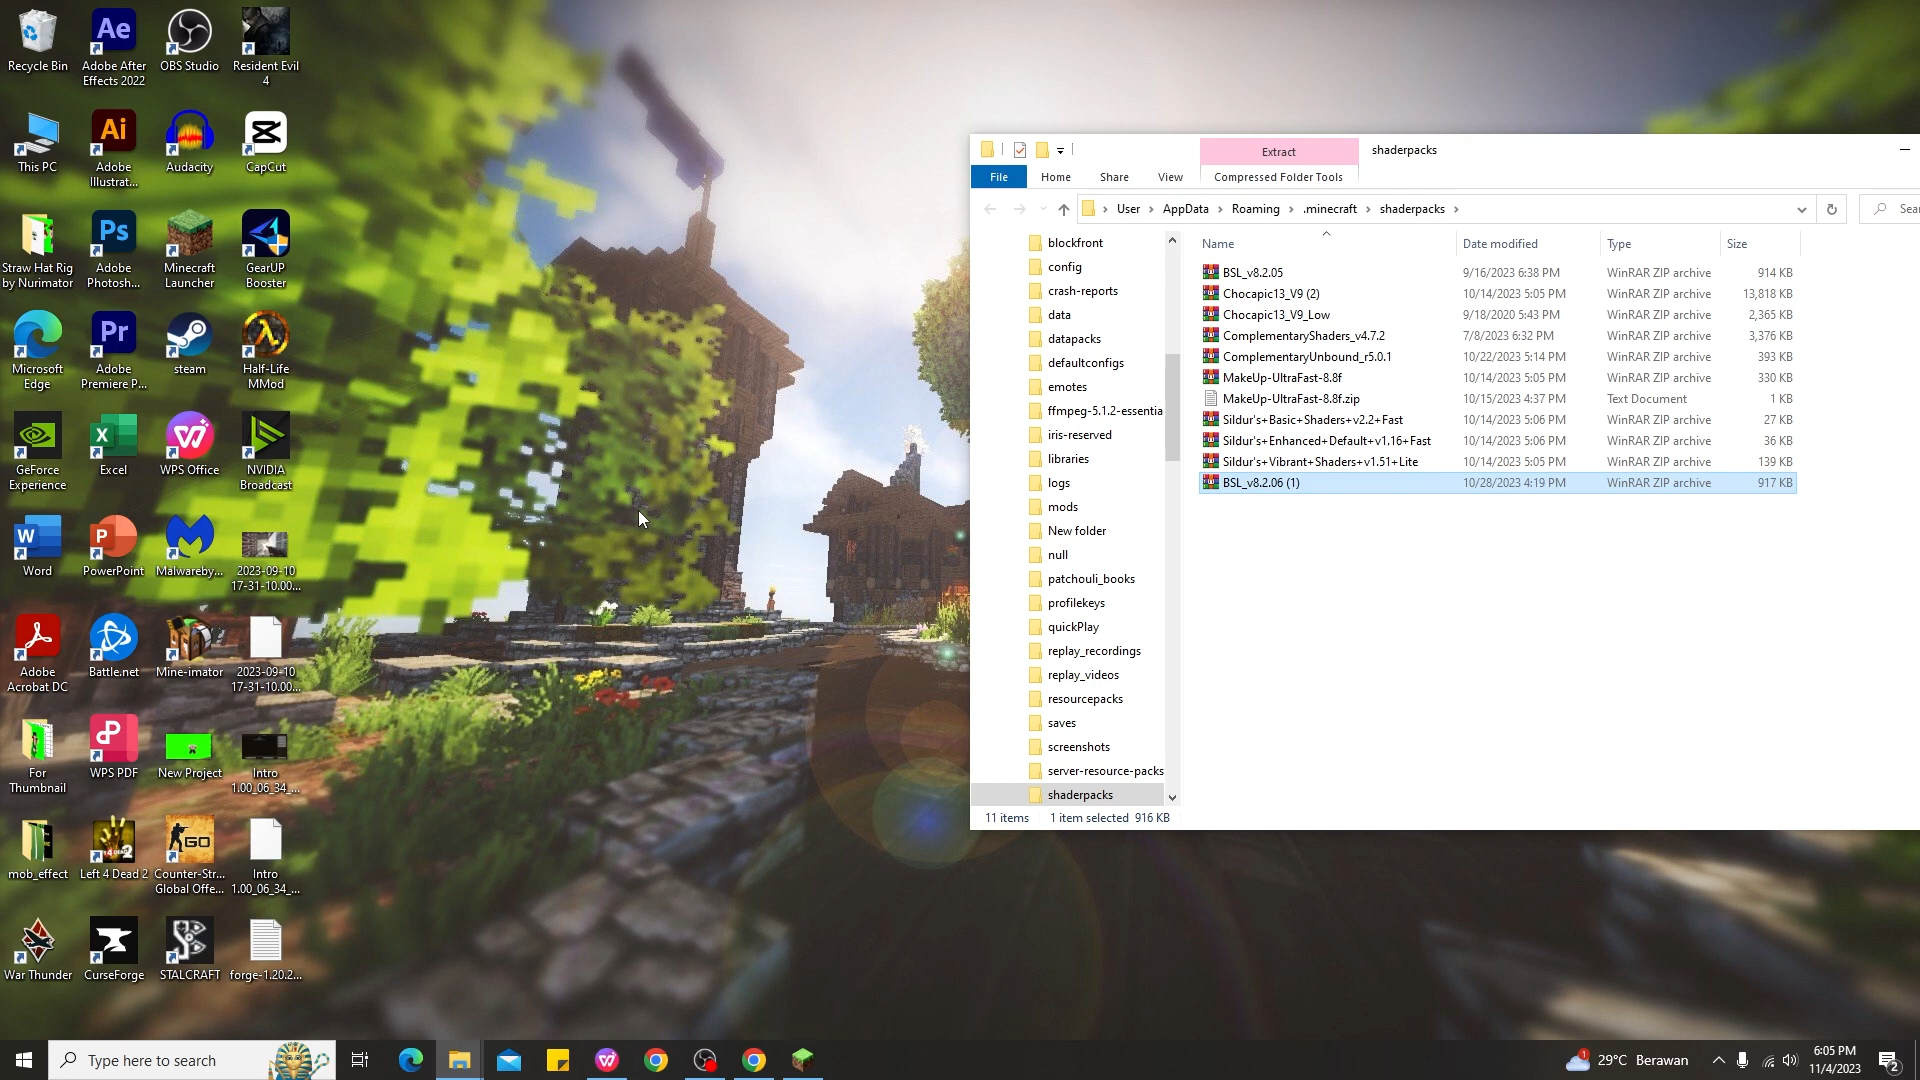 Recycle Bin
Adobe After
Effects 2022
OBS Studio
Resident Evil
4
This PC
Adobe
Illustrat...
Audacity
CapCut
Straw Hat Rig
by Nurimator
Adobe
Photosh...
Minecraft
Launcher
GearUP
Booster
Microsoft
Edge
Adobe
Premiere P...
steam
Half-Life
MMod
GeForce
Experience
Excel
WPS Office
NVIDIA
Broadcast
Word
PowerPoint
Malwareby...
2023-09-10
17-31-10.00...
Adobe
Acrobat DC
Battle.net
Mine-imator
2023-09-10
17-31-10.00...
For
Thumbnail
WPS PDF
New Project
Intro
1.00_06_34_...
mob_effect
Left 4 Dead 2
Counter-Str...
Global Offe...
Intro
1.00_06_34_...
War Thunder
CurseForge
STALCRAFT
forge-1.20.2...
Extract
shaderpacks
File
Home
Share
View
Compressed Folder Tools
User
AppData
Roaming
.minecraft
shaderpacks
Sear
blockfront
config
crash-reports
data
datapacks
defaultconfigs
emotes
ffmpeg-5.1.2-essentia
iris-reserved
libraries
logs
mods
New folder
null
patchouli_books
profilekeys
quickPlay
replay_recordings
replay_videos
resourcepacks
saves
screenshots
server-resource-packs
shaderpacks
Name Date modified Type Size
BSL_v8.2.05 9/16/2023 6:38 PM WinRAR ZIP archive 914 KB
Chocapic13_V9 (2) 10/14/2023 5:05 PM WinRAR ZIP archive 13,818 KB
Chocapic13_V9_Low 9/18/2020 5:43 PM WinRAR ZIP archive 2,365 KB
ComplementaryShaders_v4.7.2 7/8/2023 6:32 PM WinRAR ZIP archive 3,376 KB
ComplementaryUnbound_r5.0.1 10/22/2023 5:14 PM WinRAR ZIP archive 393 KB
MakeUp-UltraFast-8.8f 10/14/2023 5:05 PM WinRAR ZIP archive 330 KB
MakeUp-UltraFast-8.8f.zip 10/15/2023 4:37 PM Text Document 1 KB
Sildur's+Basic+Shaders+v2.2+Fast 10/14/2023 5:06 PM WinRAR ZIP archive 27 KB
Sildur's+Enhanced+Default+v1.16+Fast 10/14/2023 5:06 PM WinRAR ZIP archive 36 KB
Sildur's+Vibrant+Shaders+v1.51+Lite 10/14/2023 5:05 PM WinRAR ZIP archive 139 KB
BSL_v8.2.06 (1) 10/28/2023 4:19 PM WinRAR ZIP archive 917 KB
11 items
1 item selected 916 KB
Type here to search
29°C Berawan
6:05 PM
11/4/2023
2